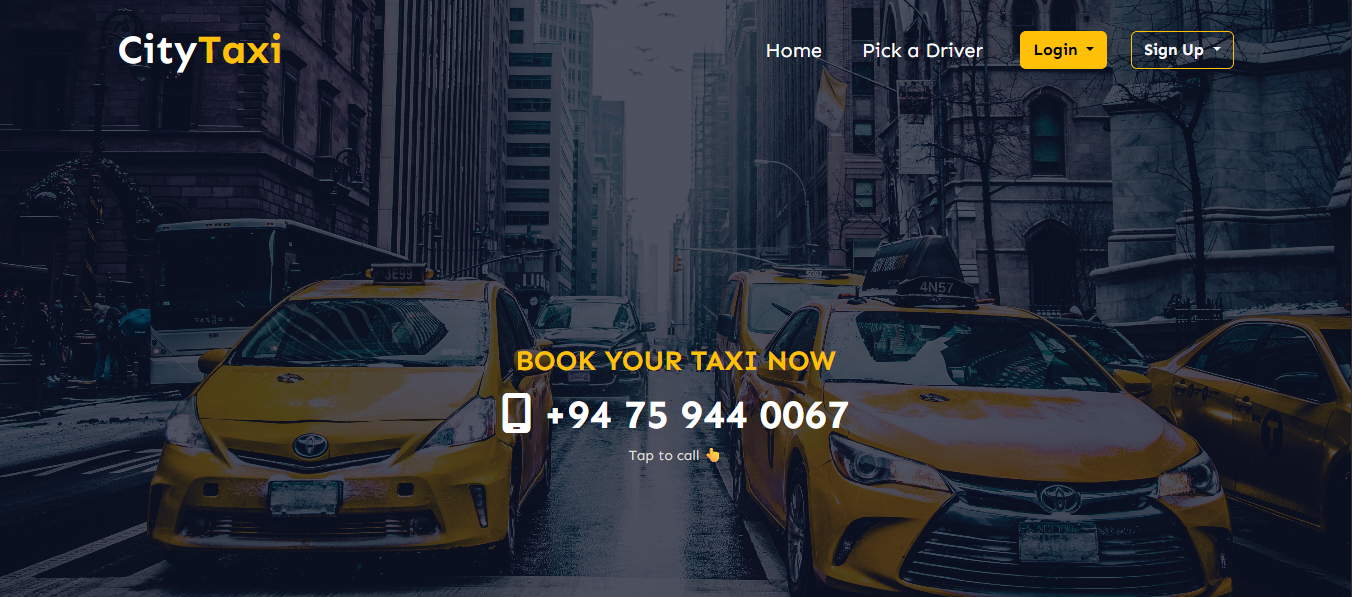 CityTaxi
Home Pick a Driver Login Sign Up
3E99
5G97
4N57
BOOK YOUR TAXI NOW
+94 75 944 0067
Tap to call 👆